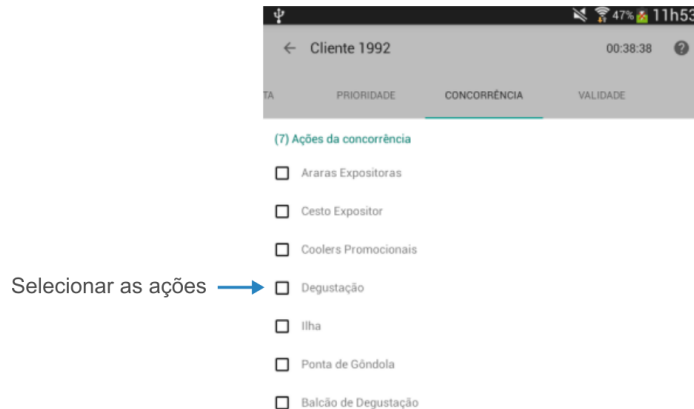 47% 11h53
Cliente 1992 00:38:38 ?
TA PRIORIDADE CONCORRÊNCIA VALIDADE
(7) Ações da concorrência
Araras Expositoras
Cesto Expositor
Coolers Promocionais
Selecionar as ações
Degustação
Ilha
Ponta de Gôndola
Balcão de Degustação